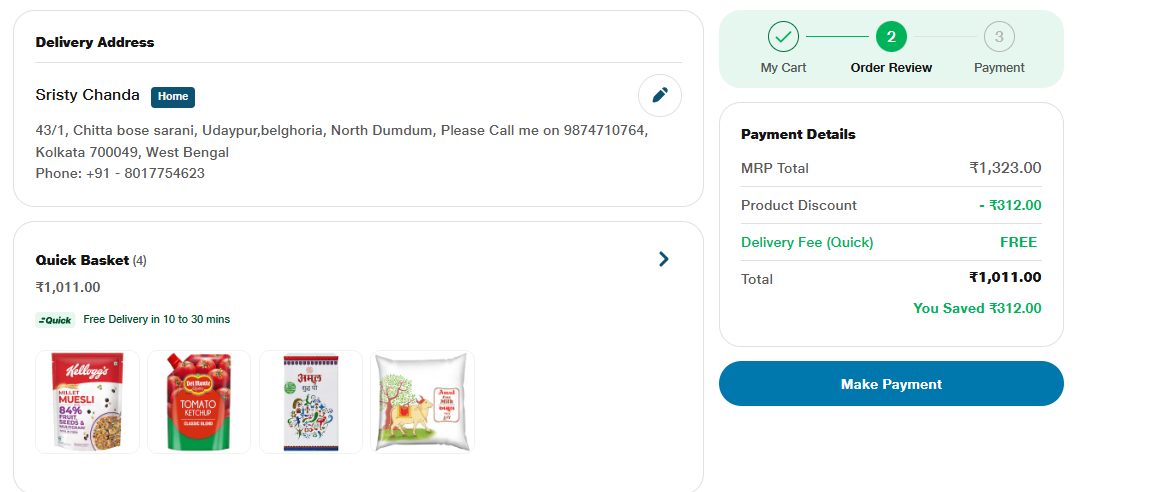 Delivery Address
Sristy Chanda Home
43/1, Chitta bose sarani, Udaypur,belghoria, North Dumdum, Please Call me on 9874710764,
Kolkata 700049, West Bengal
Phone: +91 - 8017754623
Quick Basket (4)
₹1,011.00
Quick Free Delivery in 10 to 30 mins
Kellogg's
MILLET
MUESLI
84%
FRUIT,
SEEDS &
Del Monte
TOMATO
KETCHUP
CLASSIC BLEND
अमूल
शुद्ध घी
Amul
Cow
Milk
अमूल
2
3
My Cart
Order Review
Payment
Payment Details
MRP Total ₹1,323.00
Product Discount - ₹312.00
Delivery Fee (Quick) FREE
Total ₹1,011.00
You Saved ₹312.00
Make Payment